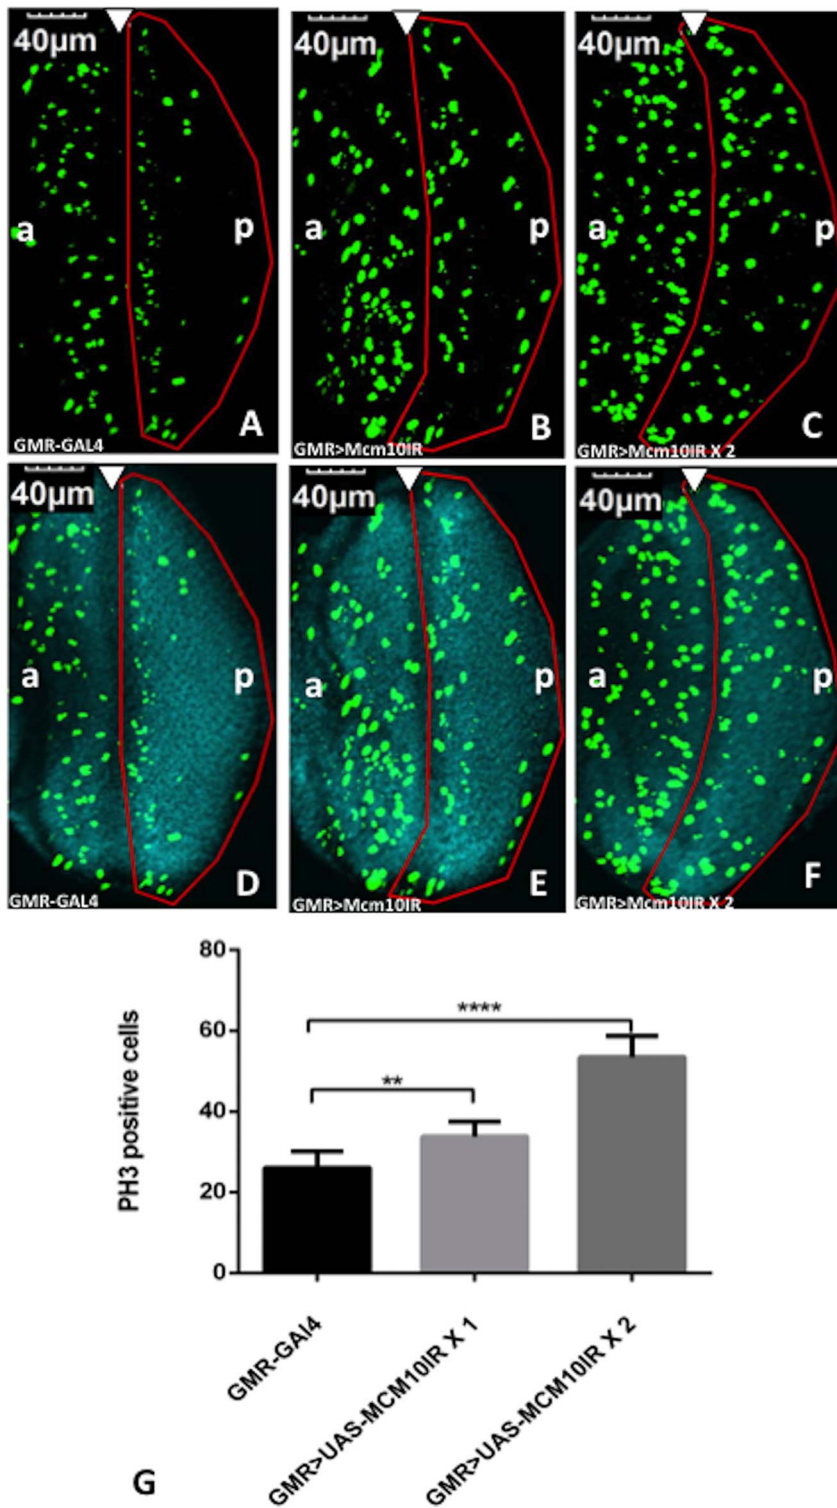 40µm 40µm 40µm
a p a p a p
A B C
GMR-GAL4 GMR>Mcm10IR GMR>Mcm10IR X 2
40µm 40µm 40µm
a p a p a p
D E F
GMR-GAL4 GMR>Mcm10IR GMR>Mcm10IR X 2
80
60
40
20
0
PH3 positive cells
****
**
GMR-GAl4
GMR>UAS-MCM10IR X 1
GMR>UAS-MCM10IR X 2
G